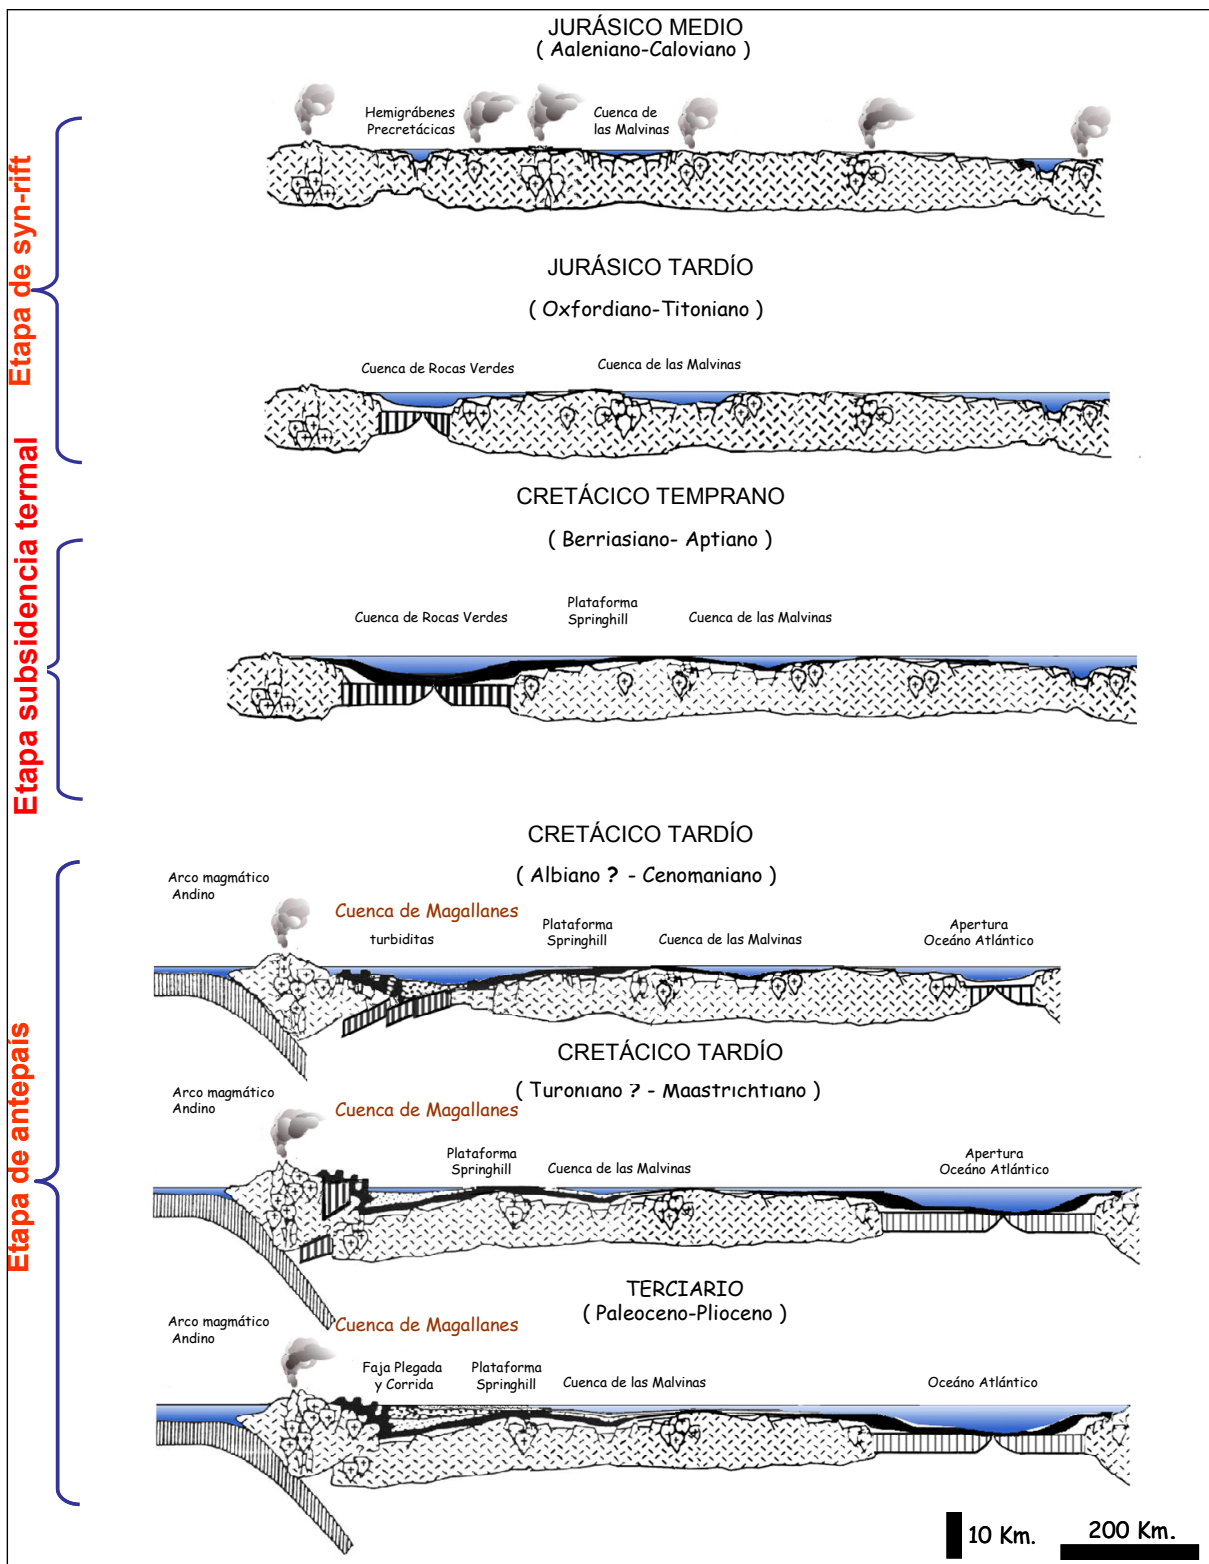 JURÁSICO MEDIO
( Aaleniano-Caloviano )
Hemigrábenes
Precretácicas
Cuenca de
las Malvinas
Etapa de syn-rift
JURÁSICO TARDÍO
( Oxfordiano-Titoniano )
Cuenca de Rocas Verdes
Cuenca de las Malvinas
Etapa subsidencia termal
CRETÁCICO TEMPRANO
( Berriasiano- Aptiano )
Cuenca de Rocas Verdes
Plataforma
Springhill
Cuenca de las Malvinas
Etapa de antepaís
CRETÁCICO TARDÍO
( Albiano ? - Cenomaniano )
Arco magmático
Andino
Cuenca de Magallanes
turbiditas
Plataforma
Springhill
Cuenca de las Malvinas
Apertura
Oceáno Atlántico
CRETÁCICO TARDÍO
( Turoniano ? - Maastrichtiano )
Arco magmático
Andino
Cuenca de Magallanes
Plataforma
Springhill
Cuenca de las Malvinas
Apertura
Oceáno Atlántico
TERCIARIO
( Paleoceno-Plioceno )
Arco magmático
Andino
Cuenca de Magallanes
Faja Plegada
y Corrida
Plataforma
Springhill
Cuenca de las Malvinas
Oceáno Atlántico
10 Km.
200 Km.